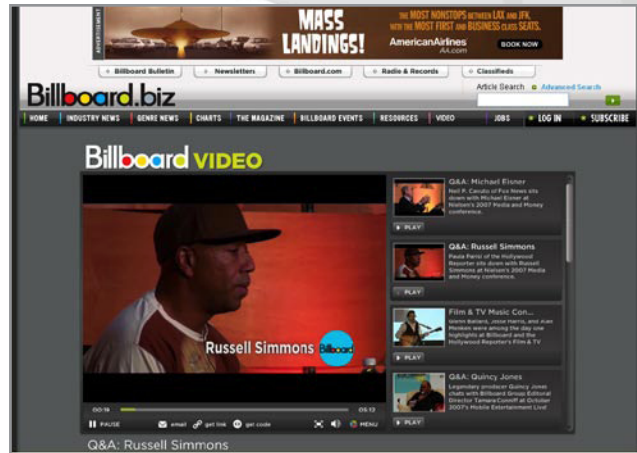 ADVERTISEMENT
MASS LANDINGS!
THE MOST NONSTOPS BETWEEN LAX AND JFK,
WITH THE MOST FIRST AND BUSINESS CLASS SEATS.
AmericanAirlines
AA.com
BOOK NOW
Billboard Bulletin
Newsletters
Billboard.com
Radio & Records
Classifieds
Billboard.biz
Article Search
Advanced Search
HOME
INDUSTRY NEWS
GENRE NEWS
CHARTS
THE MAGAZINE
BILLBOARD EVENTS
RESOURCES
VIDEO
JOBS
LOG IN
SUBSCRIBE
Billboard VIDEO
Russell Simmons Billboard
00:14
05:12
PAUSE
email
get link
get code
MENU
Q&A: Russell Simmons
Q&A: Michael Eisner
Neil P. Cavuto of Fox News sits
down with Michael Eisner at
Nielsen's 2007 Media and Money
conference.
PLAY
Q&A: Russell Simmons
Paula Parisi of the Hollywood
Reporter sits down with Russell
Simmons at Nielsen's 2007 Media
and Money conference.
PLAY
Film & TV Music Con...
Glenn Ballard, Jesse Harris, and Alan
Menken were among the day one
highlights at Billboard and the
Hollywood Reporter's Film & TV
PLAY
Q&A: Quincy Jones
Legendary producer Quincy Jones
chats with Billboard Group Editorial
Director Tamara Conniff at October
2007's Mobile Entertainment Live!
PLAY